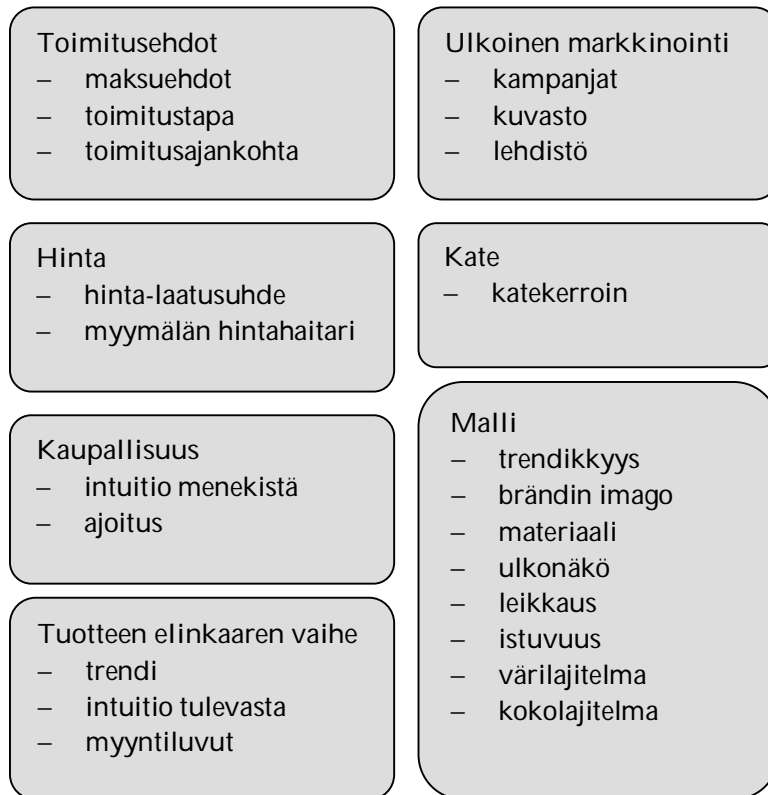 Toimitusehdot
– maksuehdot
– toimitustapa
– toimitusajankohta
Ulkoinen markkinointi
– kampanjat
– kuvasto
– lehdistö
Hinta
– hinta-laatusuhde
– myymälän hintahaitari
Kate
– katekerroin
Kaupallisuus
– intuitio menekistä
– ajoitus
Malli
– trendikkyys
– brändin imago
– materiaali
– ulkonäkö
– leikkaus
– istuvuus
– värilajitelma
– kokolajitelma
Tuotteen elinkaaren vaihe
– trendi
– intuitio tulevasta
– myyntiluvut